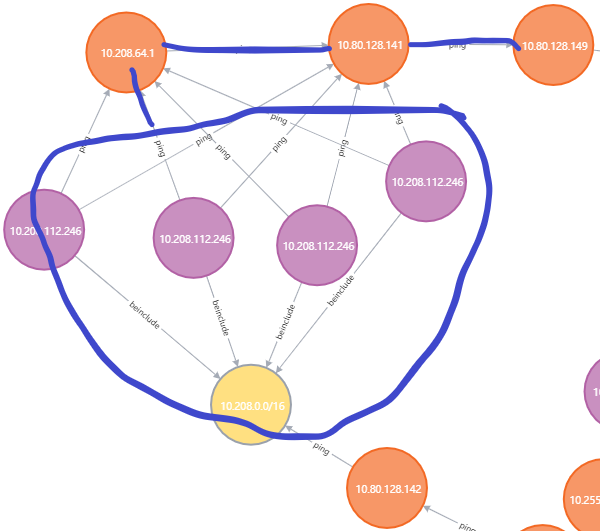 10.208.64.1
10.80.128.141
ping
10.80.128.149
ping
ping
ping
ping
ping
ping
ping
ping
10.208.112.246
10.208.112.246
10.208.112.246
10.208.112.246
beinclude
beinclude
beinclude
beinclude
10.208.0.0/16
ping
10.80.128.142
10.255
ping